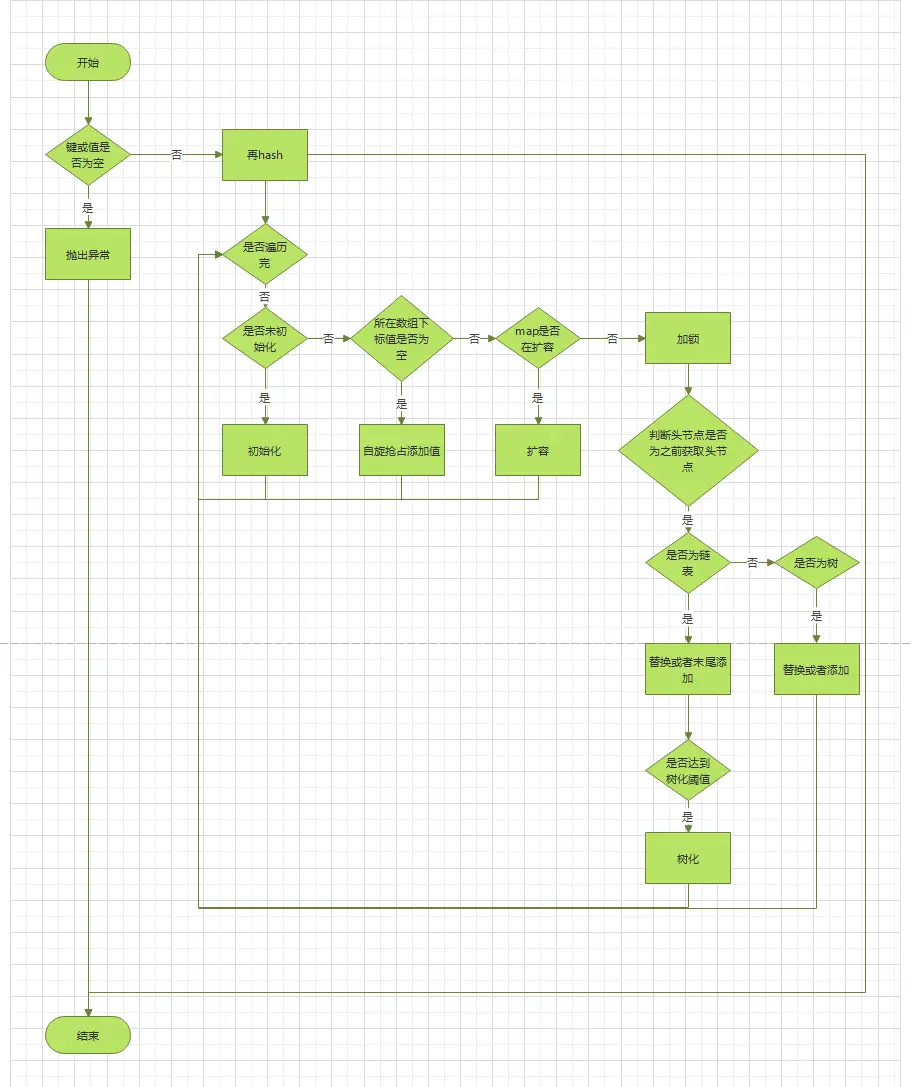 开始
键或值是
否为空
否
再hash
是
抛出异常
是否遍历
完
否
是否未初
始化
否
所在数组下
标值是否为
空
否
map是否
在扩容
否
加锁
是
是
是
初始化
自旋抢占添加值
扩容
判断头节点是否
为之前获取头节
点
是
是否为链
表
否
是否为树
是
是
替换或者末尾添
加
替换或者添加
是否达到
树化阈值
是
树化
结束